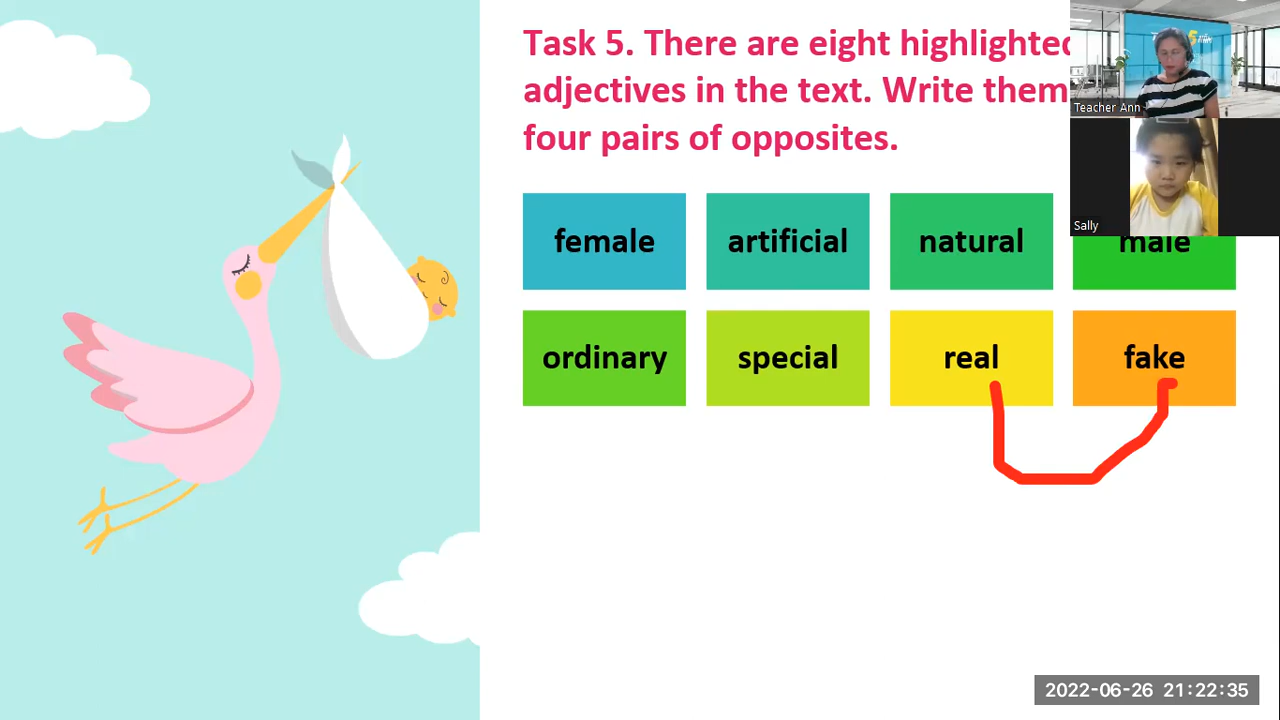 Task 5. There are eight highlighted
adjectives in the text. Write them
four pairs of opposites.
Teacher Ann
Sally
female artificial natural male
ordinary special real fake
2022-06-26 21:22:35